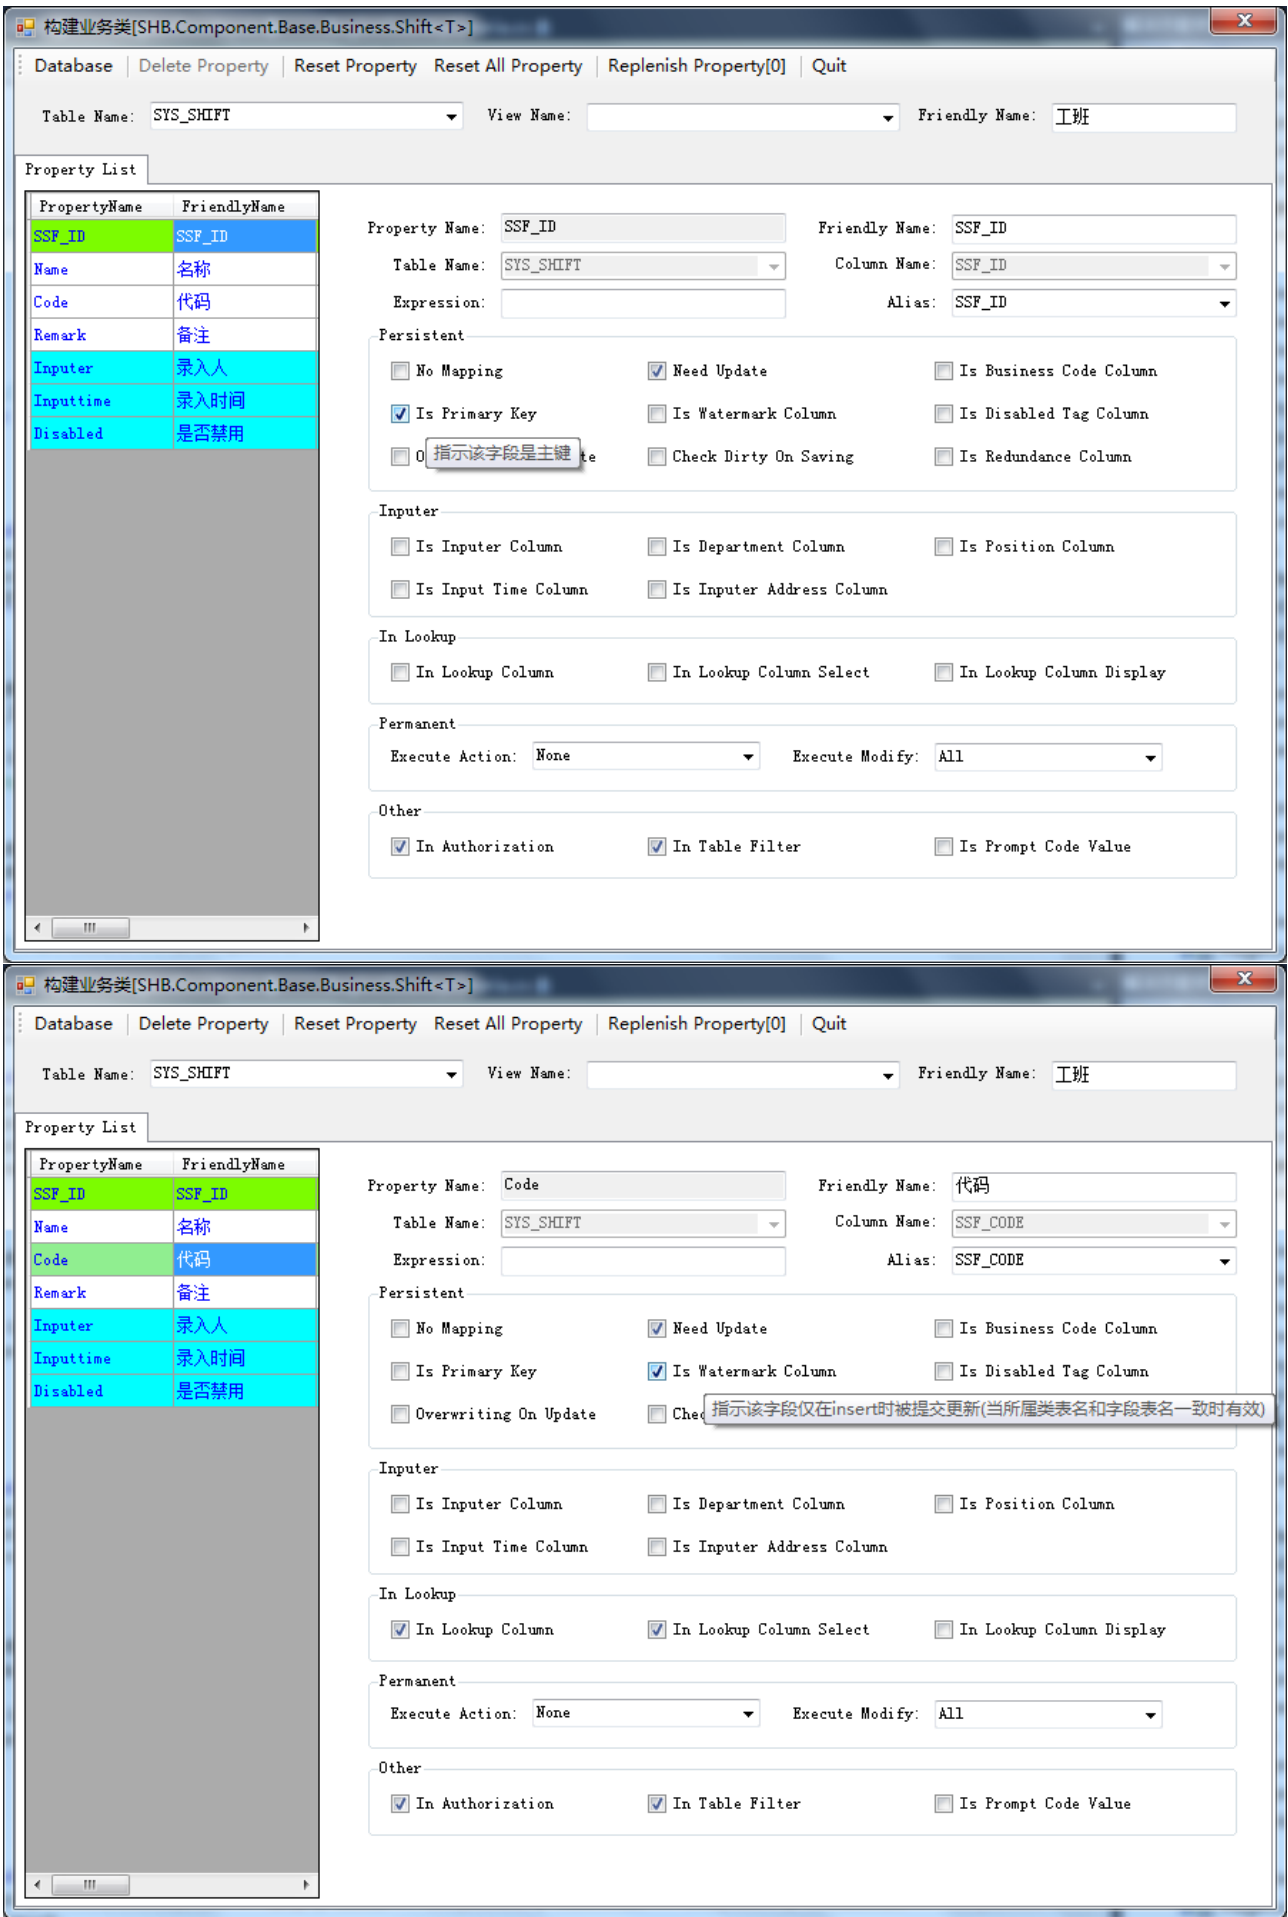 构建业务类[SHB.Component.Base.Business.Shift<T>]
Database Delete Property Reset Property Reset All Property Replenish Property[0] Quit
Table Name: SYS_SHIFT View Name: Friendly Name: 工班
Property List
PropertyName FriendlyName
SSF_ID SSF_ID
Name 名称
Code 代码
Remark 备注
Inputer 录入人
Inputtime 录入时间
Disabled 是否禁用
Property Name: SSF_ID Friendly Name: SSF_ID
Table Name: SYS_SHIFT Column Name: SSF_ID
Expression: Alias: SSF_ID
Persistent
No Mapping Need Update Is Business Code Column
Is Primary Key Is Watermark Column Is Disabled Tag Column
指示该字段是主键 Check Dirty On Saving Is Redundance Column
Inputer
Is Inputer Column Is Department Column Is Position Column
Is Input Time Column Is Inputer Address Column
In Lookup
In Lookup Column In Lookup Column Select In Lookup Column Display
Permanent
Execute Action: None Execute Modify: All
Other
In Authorization In Table Filter Is Prompt Code Value
构建业务类[SHB.Component.Base.Business.Shift<T>]
Database Delete Property Reset Property Reset All Property Replenish Property[0] Quit
Table Name: SYS_SHIFT View Name: Friendly Name: 工班
Property List
PropertyName FriendlyName
SSF_ID SSF_ID
Name 名称
Code 代码
Remark 备注
Inputer 录入人
Inputtime 录入时间
Disabled 是否禁用
Property Name: Code Friendly Name: 代码
Table Name: SYS_SHIFT Column Name: SSF_CODE
Expression: Alias: SSF_CODE
Persistent
No Mapping Need Update Is Business Code Column
Is Primary Key Is Watermark Column Is Disabled Tag Column
Overwriting On Update 指示该字段仅在insert时被提交更新(当所属类表名和字段表名一致时有效)
Inputer
Is Inputer Column Is Department Column Is Position Column
Is Input Time Column Is Inputer Address Column
In Lookup
In Lookup Column In Lookup Column Select In Lookup Column Display
Permanent
Execute Action: None Execute Modify: All
Other
In Authorization In Table Filter Is Prompt Code Value